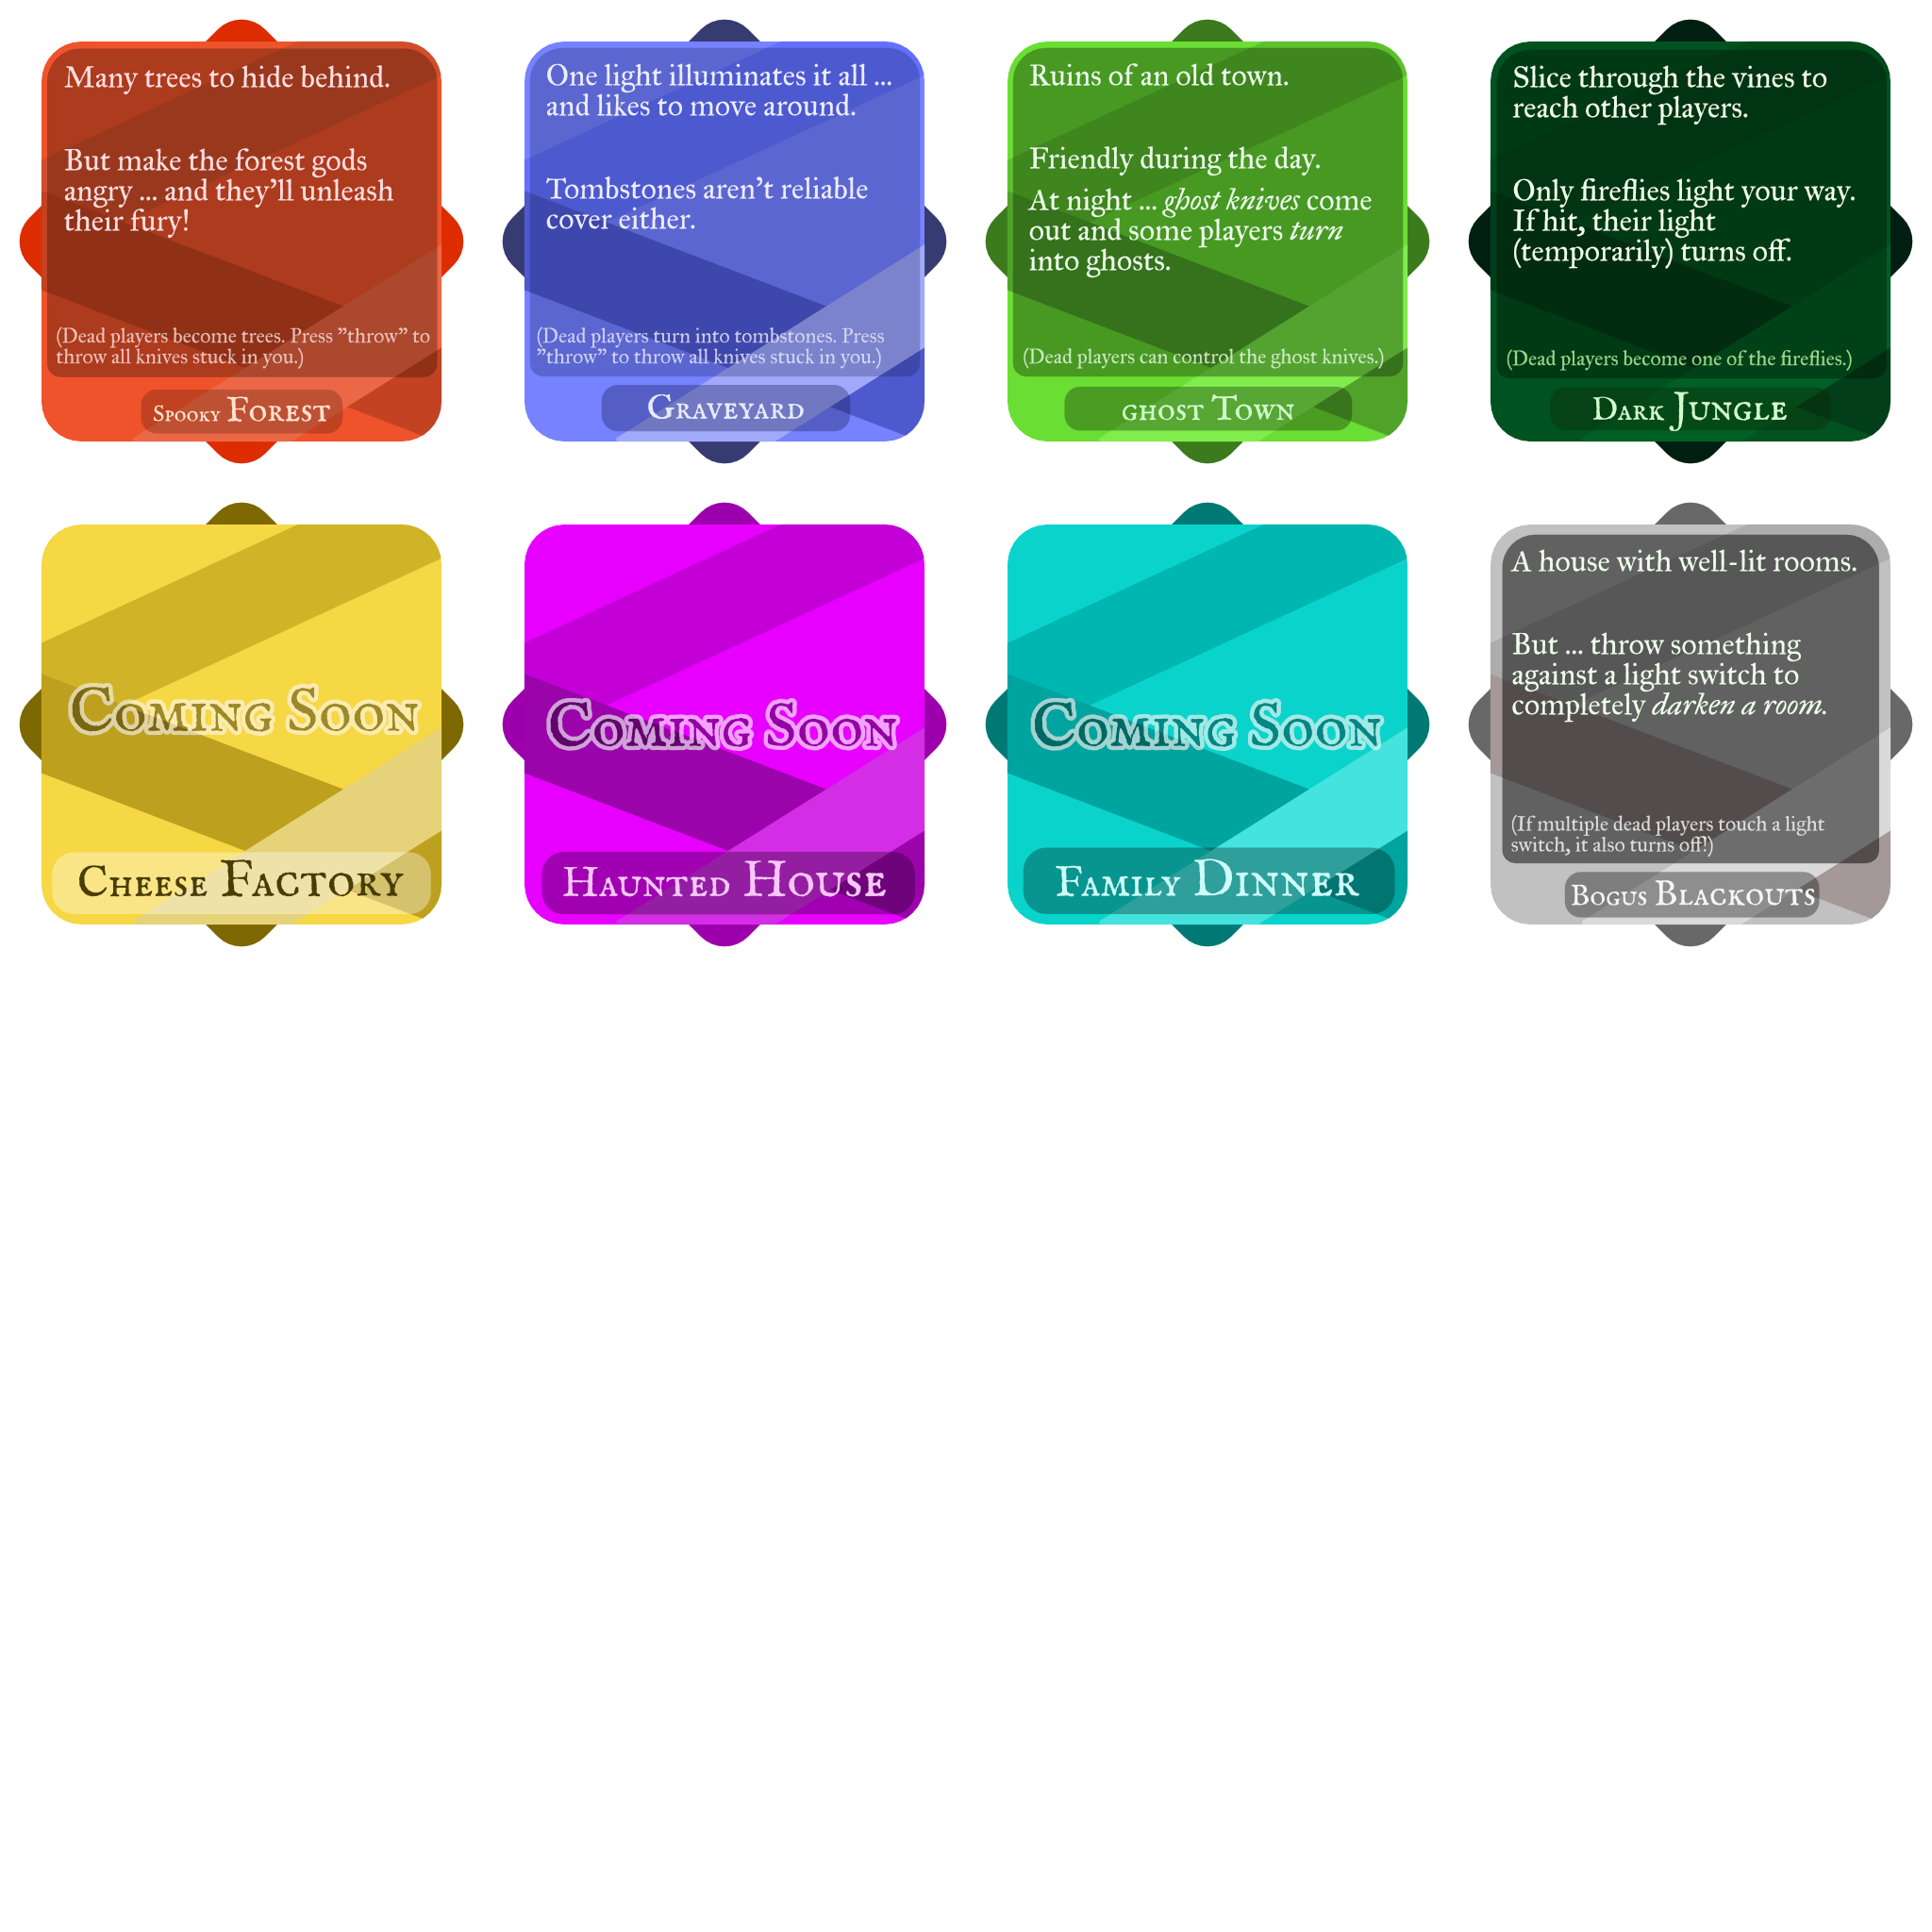 Many trees to hide behind.
But make the forest gods
angry ... and they'll unleash
their fury!
(Dead players become trees. Press "throw" to
throw all knives stuck in you.)
Spooky Forest
One light illuminates it all ...
and likes to move around.
Tombstones aren't reliable
cover either.
(Dead players turn into tombstones. Press
"throw" to throw all knives stuck in you.)
Graveyard
Ruins of an old town.
Friendly during the day.
At night ... ghost knives come
out and some players turn
into ghosts.
(Dead players can control the ghost knives.)
ghost Town
Slice through the vines to
reach other players.
Only fireflies light your way.
If hit, their light
(temporarily) turns off.
(Dead players become one of the fireflies.)
Dark Jungle
Coming Soon
Cheese Factory
Coming Soon
Haunted House
Coming Soon
Family Dinner
A house with well-lit rooms.
But ... throw something
against a light switch to
completely darken a room.
(If multiple dead players touch a light
switch, it also turns off!)
Bogus Blackouts